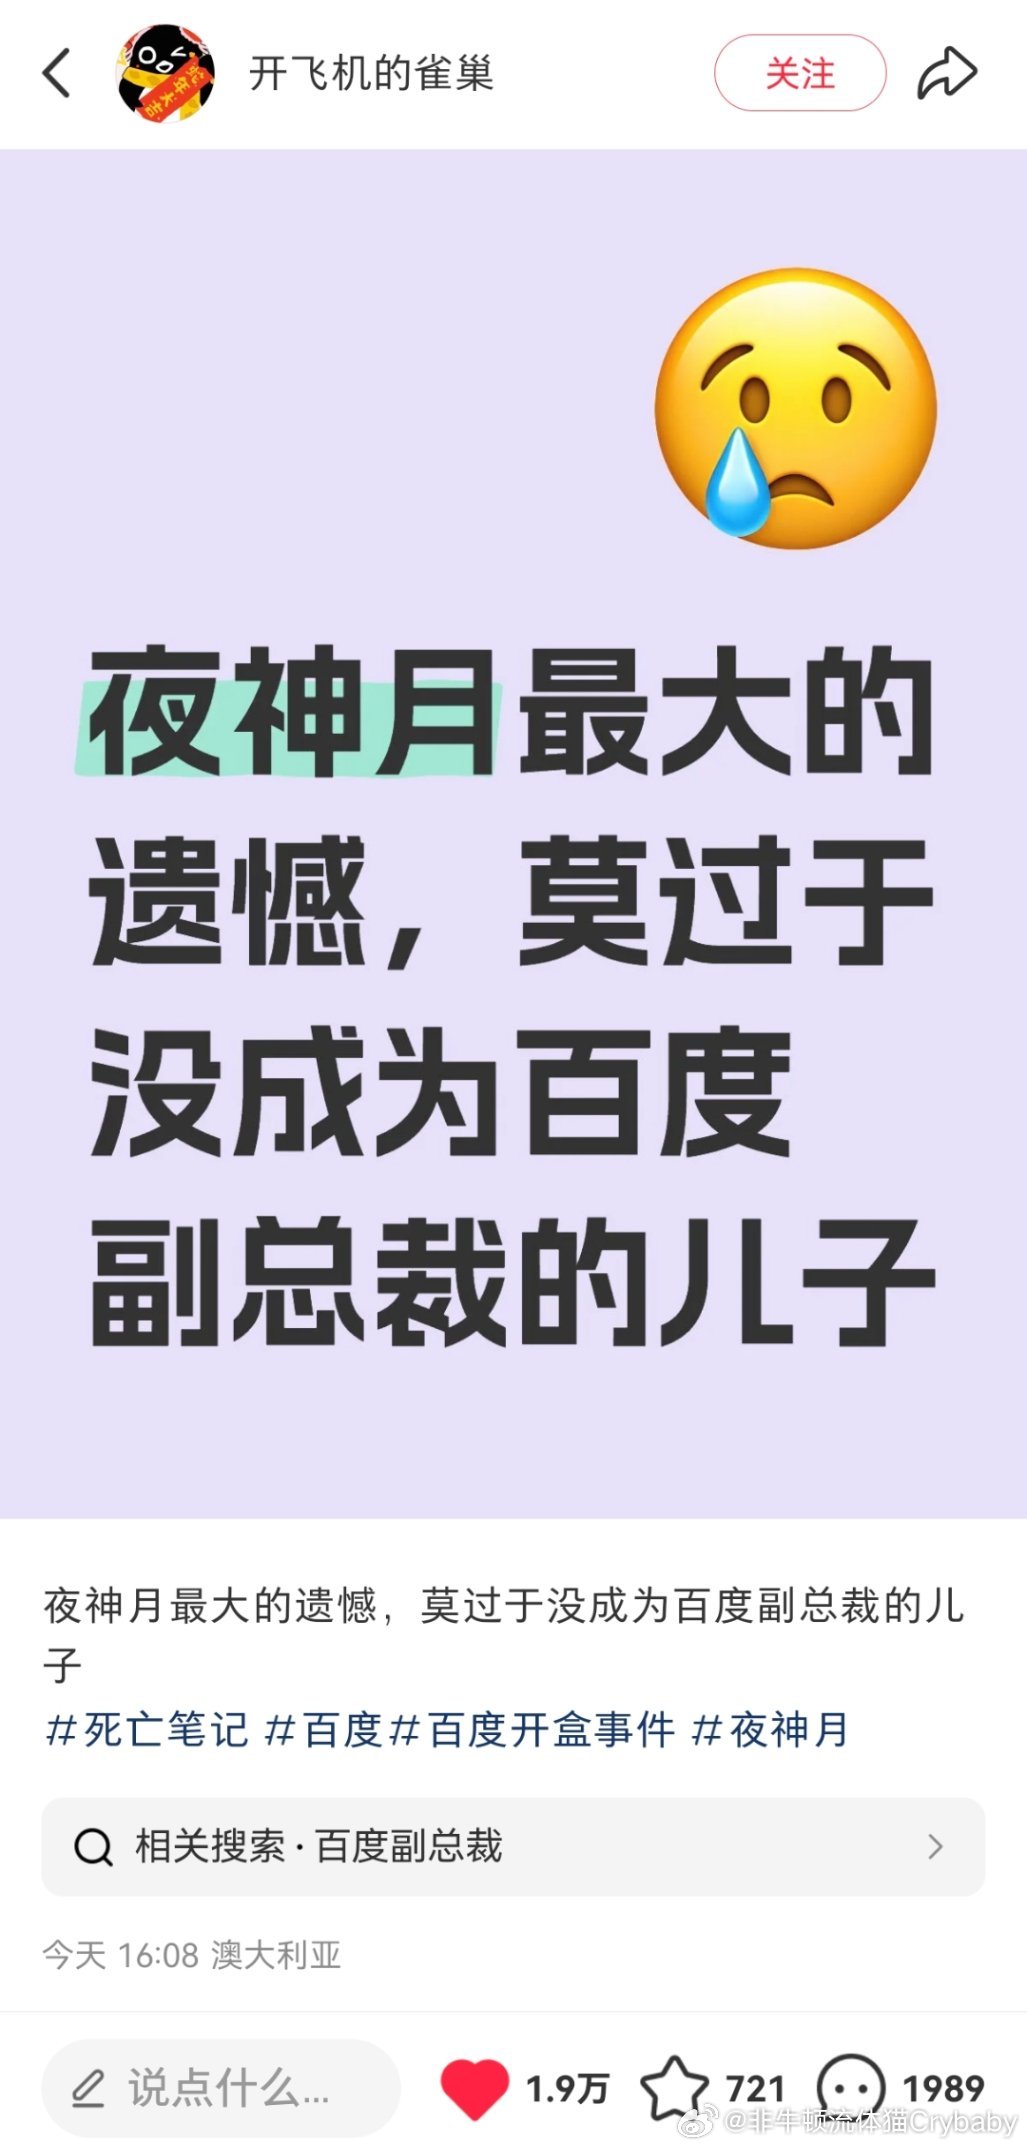 开飞机的雀巢
关注
蛇年大吉
夜神月最大的
遗憾，莫过于
没成为百度
副总裁的儿子
夜神月最大的遗憾，莫过于没成为百度副总裁的儿
子
#死亡笔记 #百度#百度开盒事件 #夜神月
相关搜索·百度副总裁
今天 16:08 澳大利亚
说点什么... 1.9万 721 1989
@非牛顿流体猫Crybaby